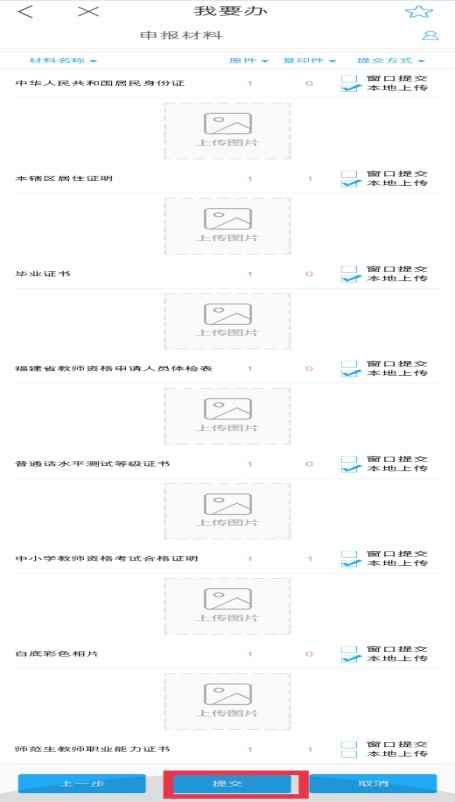 我要办
申报材料
材料名称 原件 复印件 提交方式
中华人民共和国居民身份证 1 0 窗口提交
本地上传
上传图片
本辖区居住证明 1 1 窗口提交
本地上传
上传图片
毕业证书 1 0 窗口提交
本地上传
上传图片
福建省教师资格申请人员体检表 1 0 窗口提交
本地上传
上传图片
普通话水平测试等级证书 1 0 窗口提交
本地上传
上传图片
中小学教师资格考试合格证明 1 1 窗口提交
本地上传
上传图片
白底彩色相片 1 0 窗口提交
本地上传
上传图片
师范生教师职业能力证书 1 1 窗口提交
本地上传
上一步 提交 取消